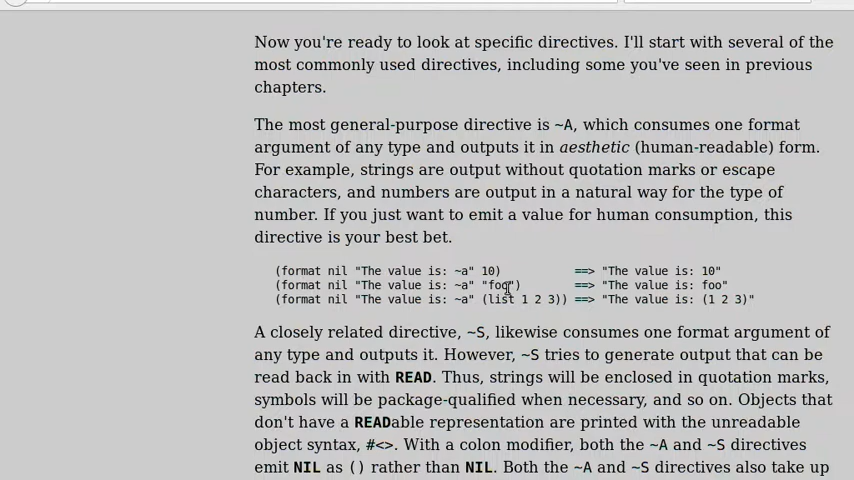 Now you're ready to look at specific directives. I'll start with several of the
most commonly used directives, including some you've seen in previous
chapters.
The most general-purpose directive is ~A, which consumes one format
argument of any type and outputs it in aesthetic (human-readable) form.
For example, strings are output without quotation marks or escape
characters, and numbers are output in a natural way for the type of
number. If you just want to emit a value for human consumption, this
directive is your best bet.
(format nil "The value is: ~a" 10) ==> "The value is: 10"
(format nil "The value is: ~a" "foo") ==> "The value is: foo"
(format nil "The value is: ~a" (list 1 2 3)) ==> "The value is: (1 2 3)"
A closely related directive, ~S, likewise consumes one format argument of
any type and outputs it. However, ~S tries to generate output that can be
read back in with READ. Thus, strings will be enclosed in quotation marks,
symbols will be package-qualified when necessary, and so on. Objects that
don't have a READable representation are printed with the unreadable
object syntax, #<>. With a colon modifier, both the ~A and ~S directives
emit NIL as () rather than NIL. Both the ~A and ~S directives also take up